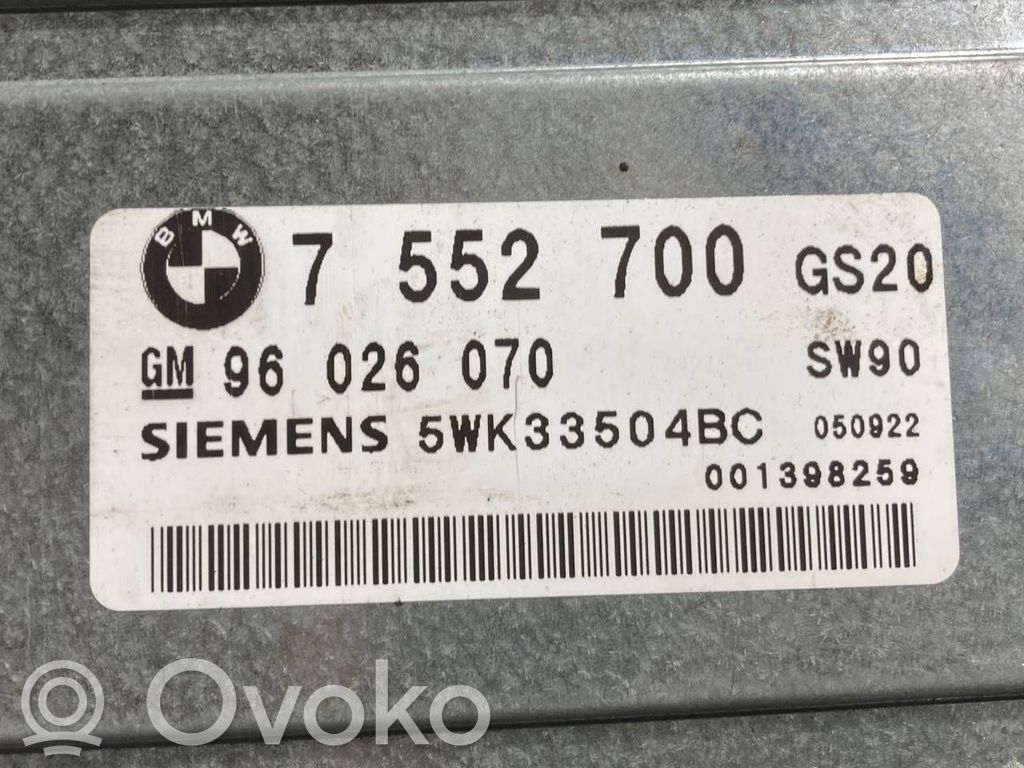 BMW 7 552 700 GS20
GM 96 026 070 SW90
SIEMENS 5WK33504BC 050922
001398259
Ovoko